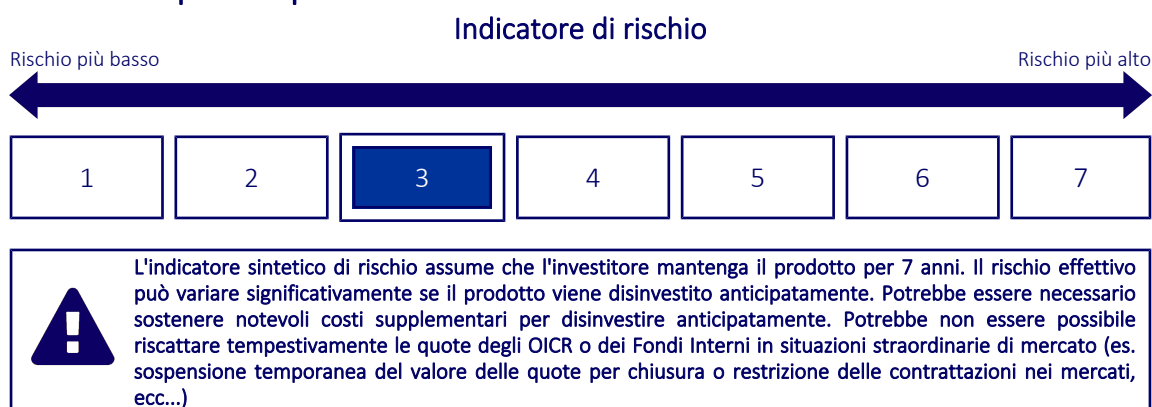 Indicatore di rischio
Rischio più basso
Rischio più alto
1 2 3 4 5 6 7
L'indicatore sintetico di rischio assume che l'investitore mantenga il prodotto per 7 anni. Il rischio effettivo
può variare significativamente se il prodotto viene disinvestito anticipatamente. Potrebbe essere necessario
sostenere notevoli costi supplementari per disinvestire anticipatamente. Potrebbe non essere possibile
riscattare tempestivamente le quote degli OICR o dei Fondi Interni in situazioni straordinarie di mercato (es.
sospensione temporanea del valore delle quote per chiusura o restrizione delle contrattazioni nei mercati,
ecc...)